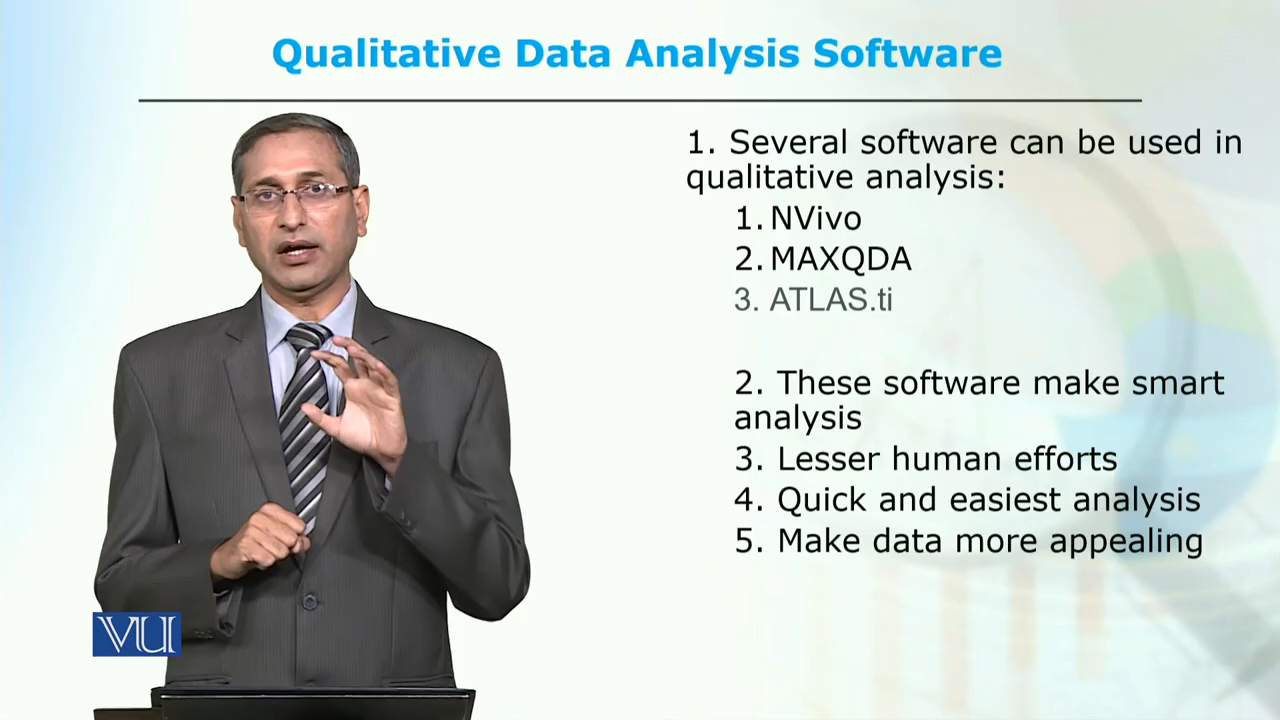 Qualitative Data Analysis Software
1. Several software can be used in
qualitative analysis:
1. NVivo
2. MAXQDA
3. ATLAS.ti
2. These software make smart
analysis
3. Lesser human efforts
4. Quick and easiest analysis
5. Make data more appealing
VU